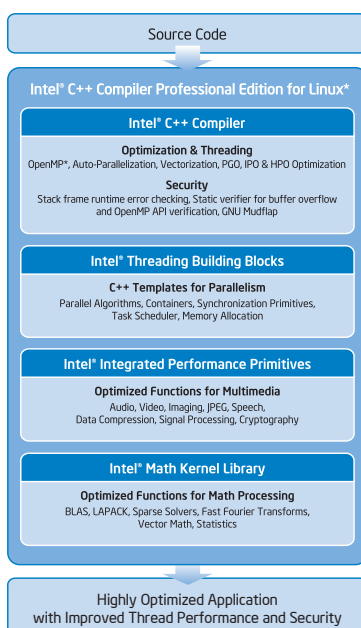 Source Code
Intel® C++ Compiler Professional Edition for Linux*
Intel® C++ Compiler
Optimization & Threading
OpenMP*, Auto-Parallelization, Vectorization, PGO, IPO & HPO Optimization
Security
Stack frame runtime error checking, Static verifier for buffer overflow
and OpenMP API verification, GNU Mudflap
Intel® Threading Building Blocks
C++ Templates for Parallelism
Parallel Algorithms, Containers, Synchronization Primitives,
Task Scheduler, Memory Allocation
Intel® Integrated Performance Primitives
Optimized Functions for Multimedia
Audio, Video, Imaging, JPEG, Speech,
Data Compression, Signal Processing, Cryptography
Intel® Math Kernel Library
Optimized Functions for Math Processing
BLAS, LAPACK, Sparse Solvers, Fast Fourier Transforms,
Vector Math, Statistics
Highly Optimized Application
with Improved Thread Performance and Security